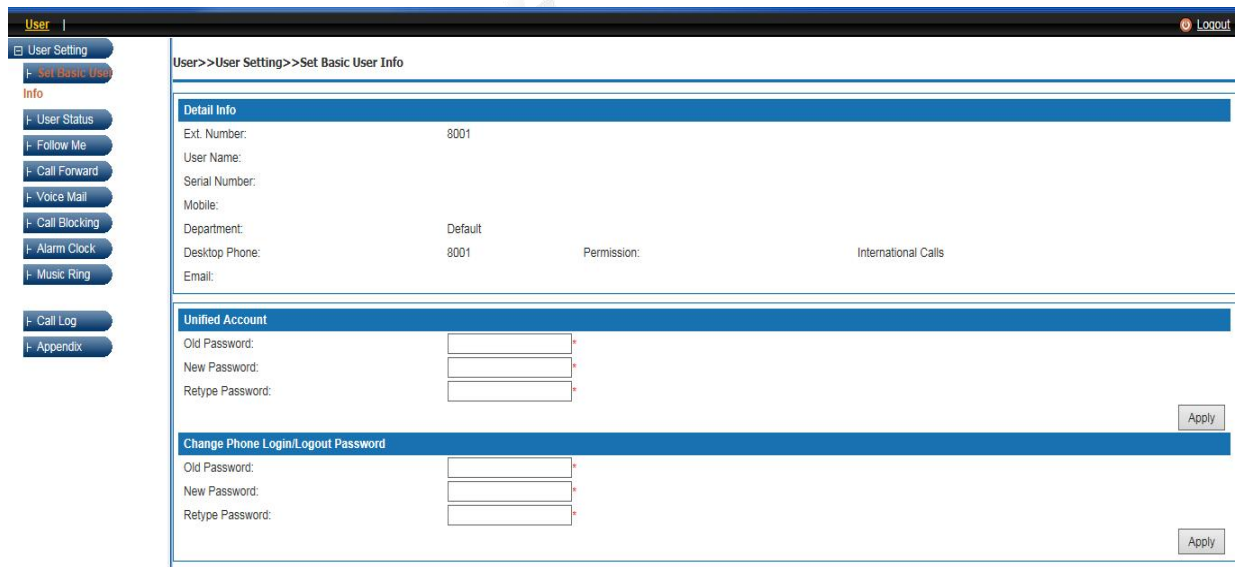 User |
Logout
User Setting
Set Basic User
Info
User Status
Follow Me
Call Forward
Voice Mail
Call Blocking
Alarm Clock
Music Ring
Call Log
Appendix
User>>User Setting>>Set Basic User Info
Detail Info
Ext. Number: 8001
User Name:
Serial Number:
Mobile:
Department: Default
Desktop Phone: 8001 Permission: International Calls
Email:
Unified Account
Old Password: *
New Password: *
Retype Password: *
Apply
Change Phone Login/Logout Password
Old Password: *
New Password: *
Retype Password: *
Apply